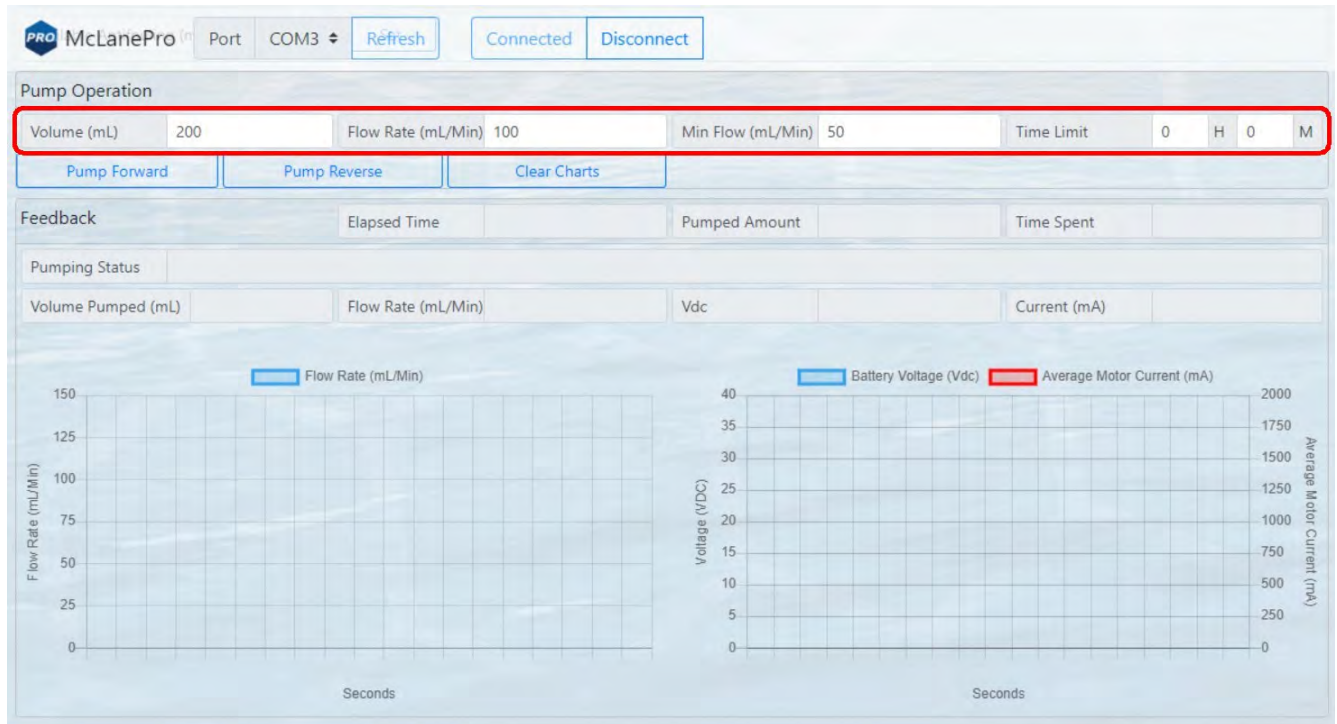 PRO McLanePro Port COM3 Refresh Connected Disconnect
Pump Operation
Volume (mL) 200 Flow Rate (mL/Min) 100 Min Flow (mL/Min) 50 Time Limit 0 H 0 M
Pump Forward Pump Reverse Clear Charts
Feedback Elapsed Time Pumped Amount Time Spent
Pumping Status
Volume Pumped (mL) Flow Rate (mL/Min) Vdc Current (mA)
Flow Rate (mL/Min)
150
125
100
75
50
25
0
Flow Rate (mL/Min)
Seconds
Battery Voltage (Vdc) Average Motor Current (mA)
40 2000
35 1750
30 1500
25 1250
20 1000
15 750
10 500
5 250
0 0
Voltage (VDC)
Average Motor Current (mA)
Seconds